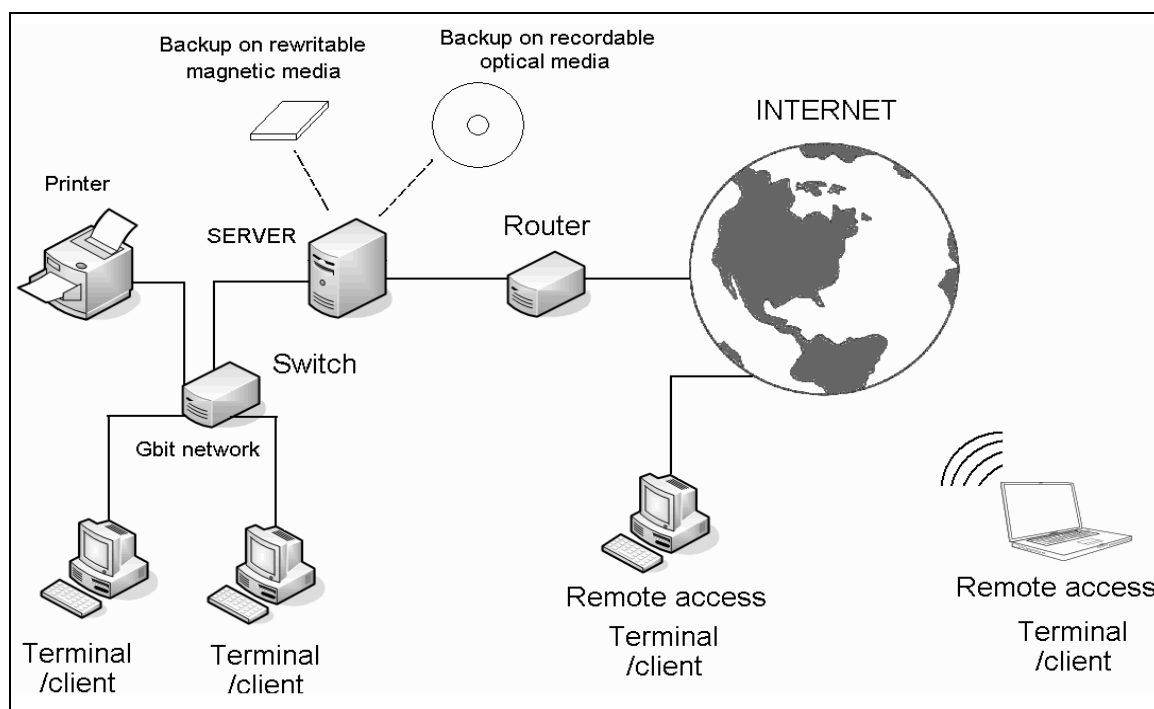 Backup on rewritable
magnetic media
Backup on recordable
optical media
INTERNET
Printer
SERVER
Router
Switch
Gbit network
Terminal
/client
Terminal
/client
Remote access
Terminal
/client
Remote access
Terminal
/client